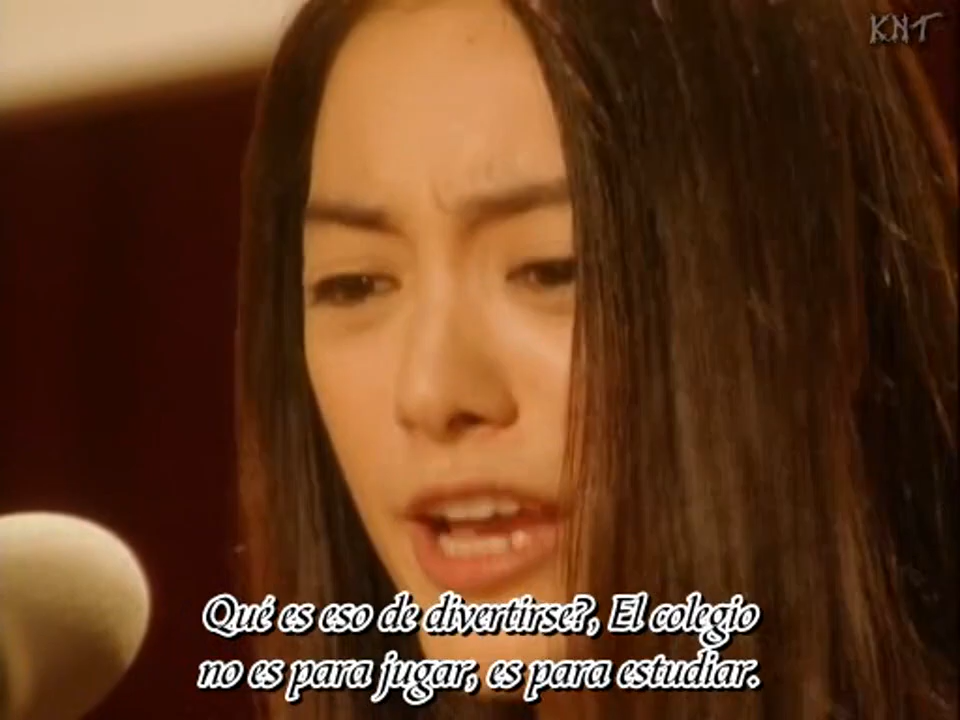 KNT
Qué es eso de divertirse?, El colegio
no es para jugar, es para estudiar.